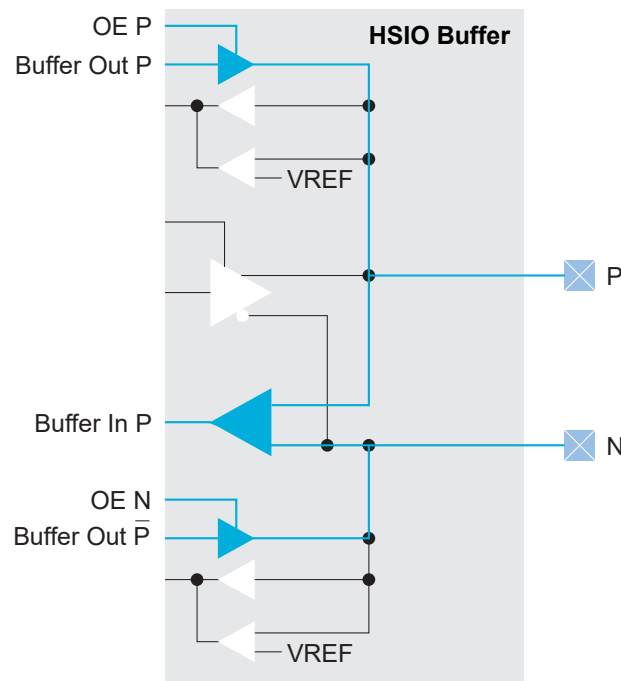 OE P
HSIO Buffer
Buffer Out P
VREF
P
Buffer In P
N
OE N
Buffer Out P̅
VREF